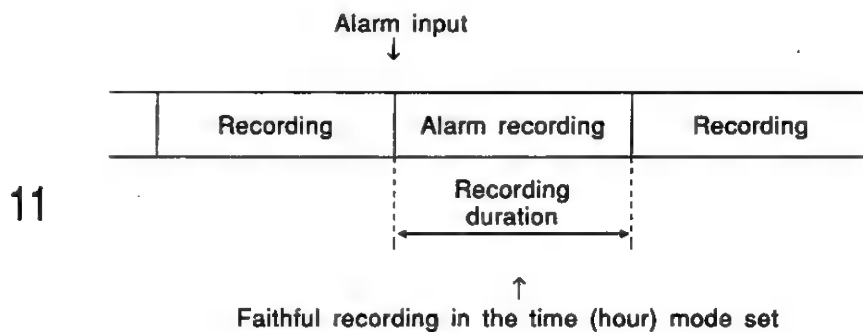 Alarm input
↓
Recording
Alarm recording
Recording
11
Recording
duration
↑
Faithful recording in the time (hour) mode set